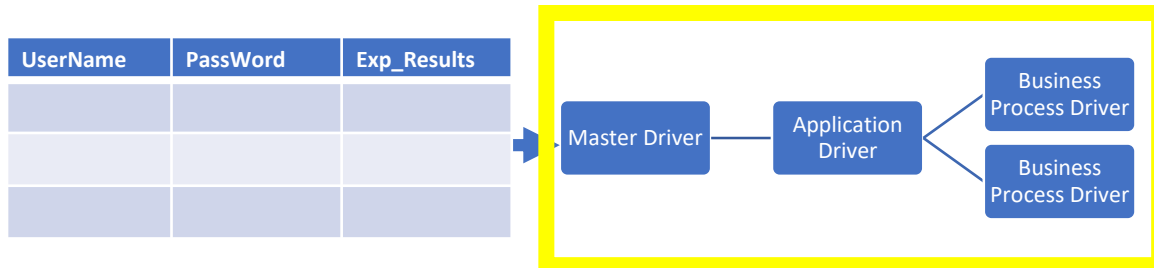 UserName PassWord Exp_Results
Master Driver
Application
Driver
Business
Process Driver
Business
Process Driver